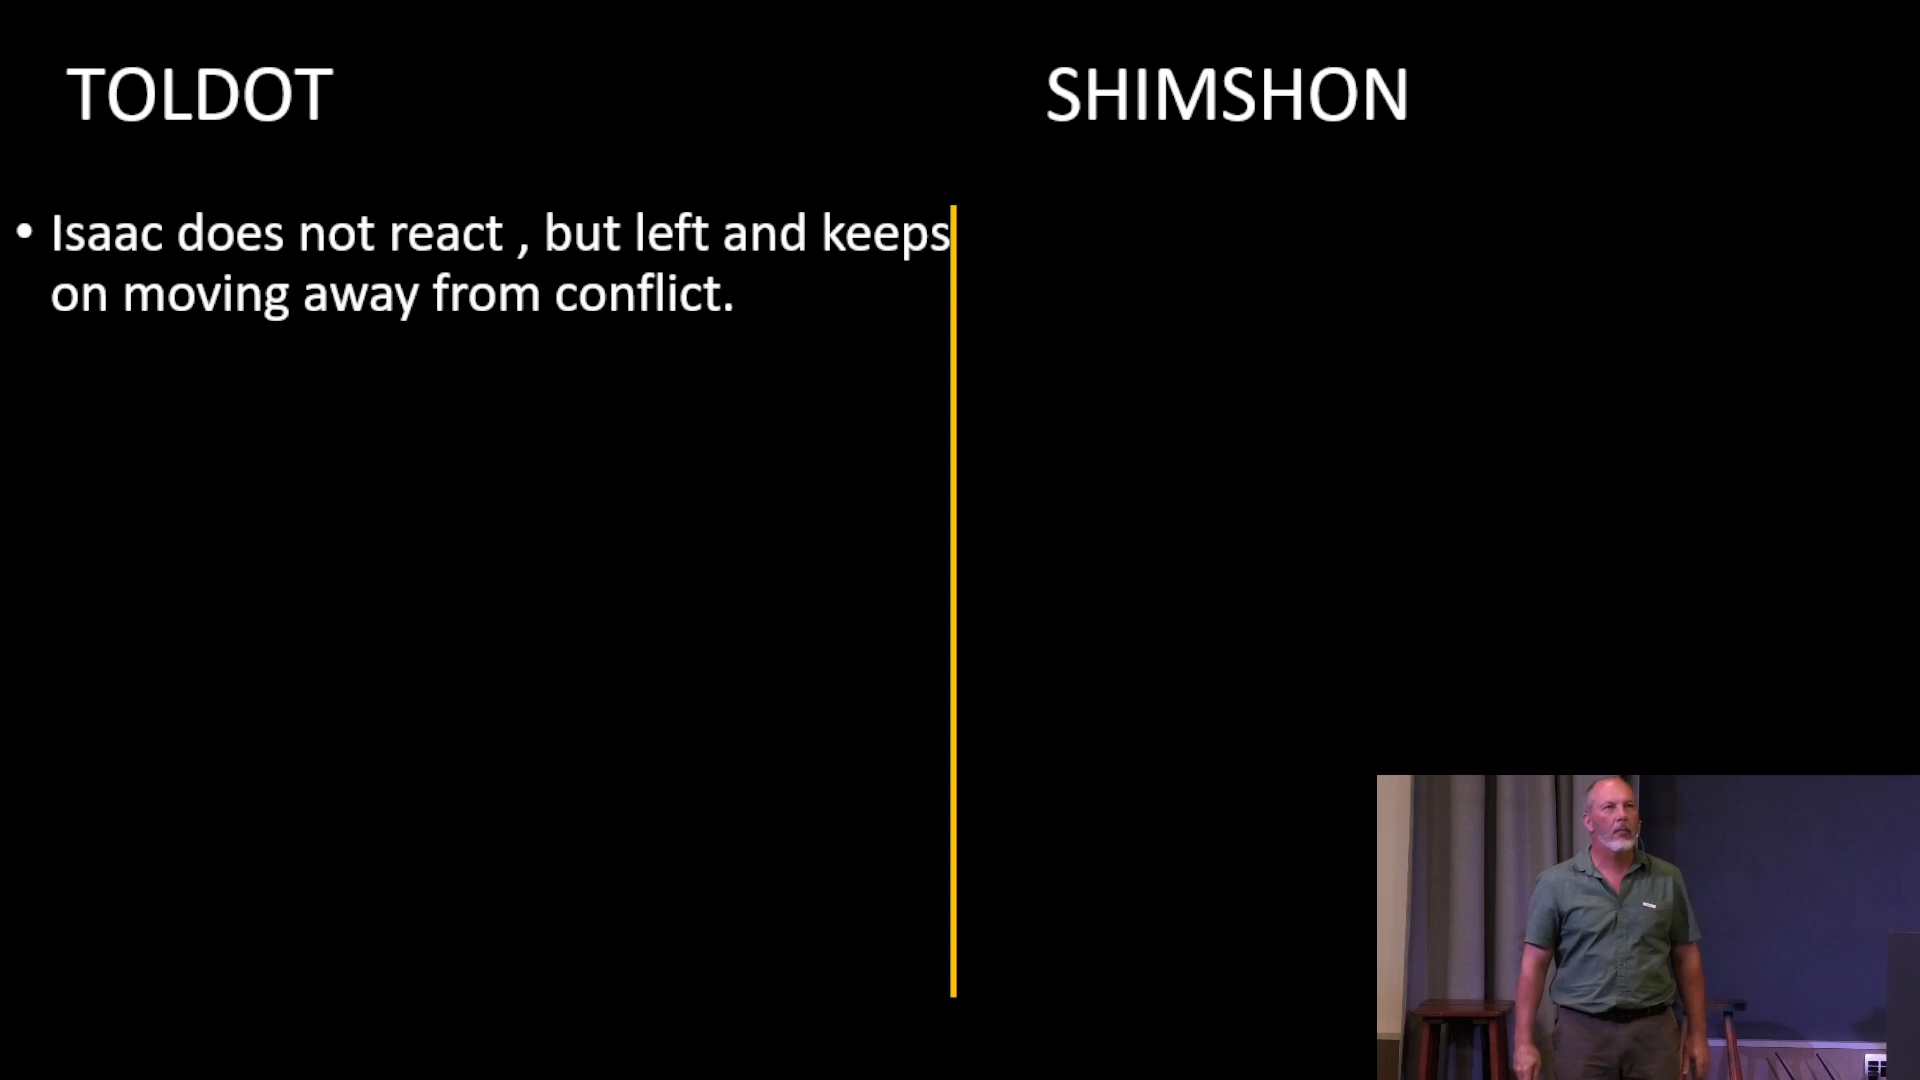 TOLDOT
SHIMSHON
• Isaac does not react , but left and keeps
on moving away from conflict.